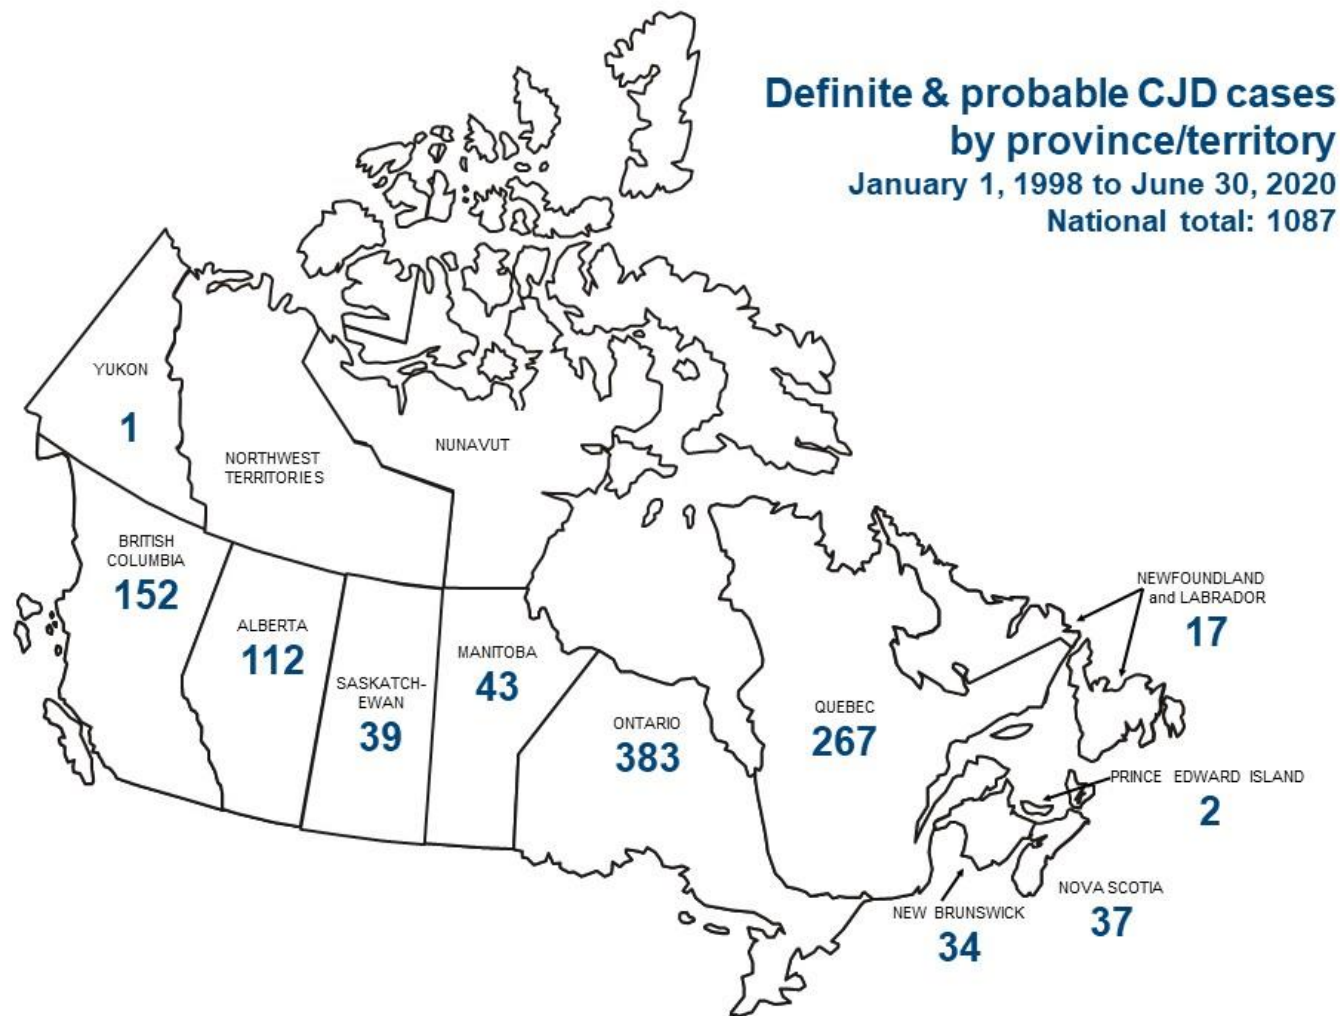 Definite & probable CJD cases
by province/territory
January 1, 1998 to June 30, 2020
National total: 1087
YUKON
1
NORTHWEST
TERRITORIES
NUNAVUT
BRITISH
COLUMBIA
152
ALBERTA
112
SASKATCH-
EWAN
39
MANITOBA
43
ONTARIO
383
QUEBEC
267
NEWFOUNDLAND
and LABRADOR
17
PRINCE EDWARD ISLAND
2
NOVA SCOTIA
37
NEW BRUNSWICK
34